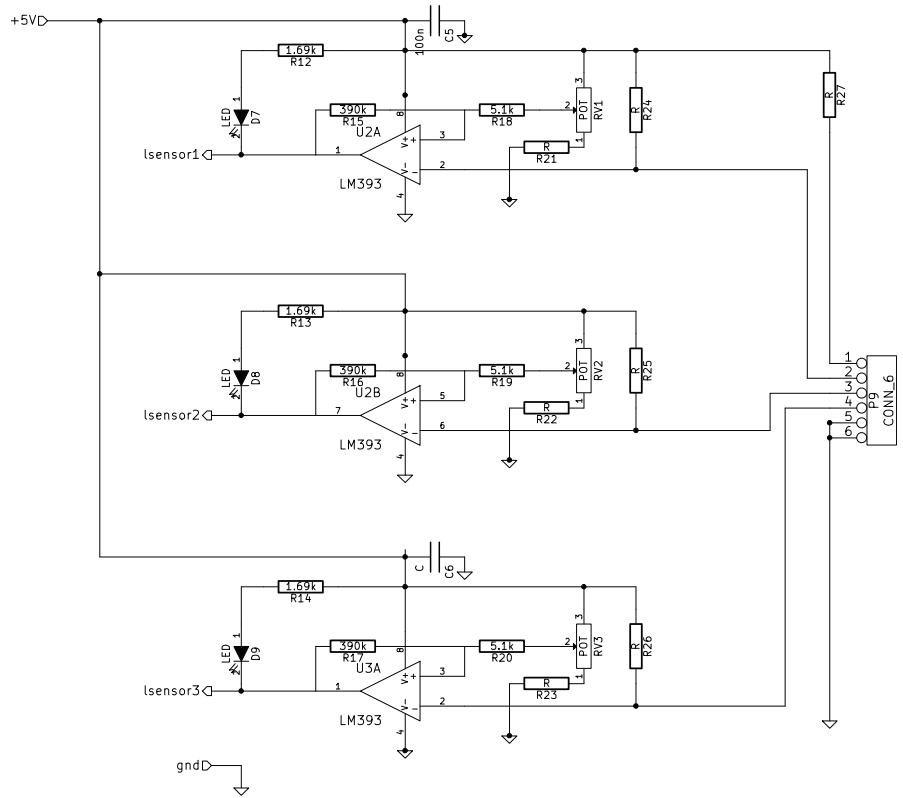 +5V
100n
C5
1.69k
R12
3
LED
D7
1
2
390k
R15
5.1k
R18
2
POT
RV1
1
R
R24
R
R27
U2A
8
V+
+
3
R
R21
lsensor1
1
V-
-
2
LM393
4
1.69k
R13
3
LED
D8
1
2
390k
R16
5.1k
R19
2
POT
RV2
1
R
R25
U2B
8
V+
+
5
R
R22
lsensor2
7
V-
-
6
LM393
4
1
2
3
4
5
6
P9
CONN_6
C
C6
1.69k
R14
3
LED
D9
1
2
390k
R17
5.1k
R20
2
POT
RV3
1
R
R26
U3A
8
V+
+
3
R
R23
lsensor3
1
V-
-
2
LM393
4
gnd